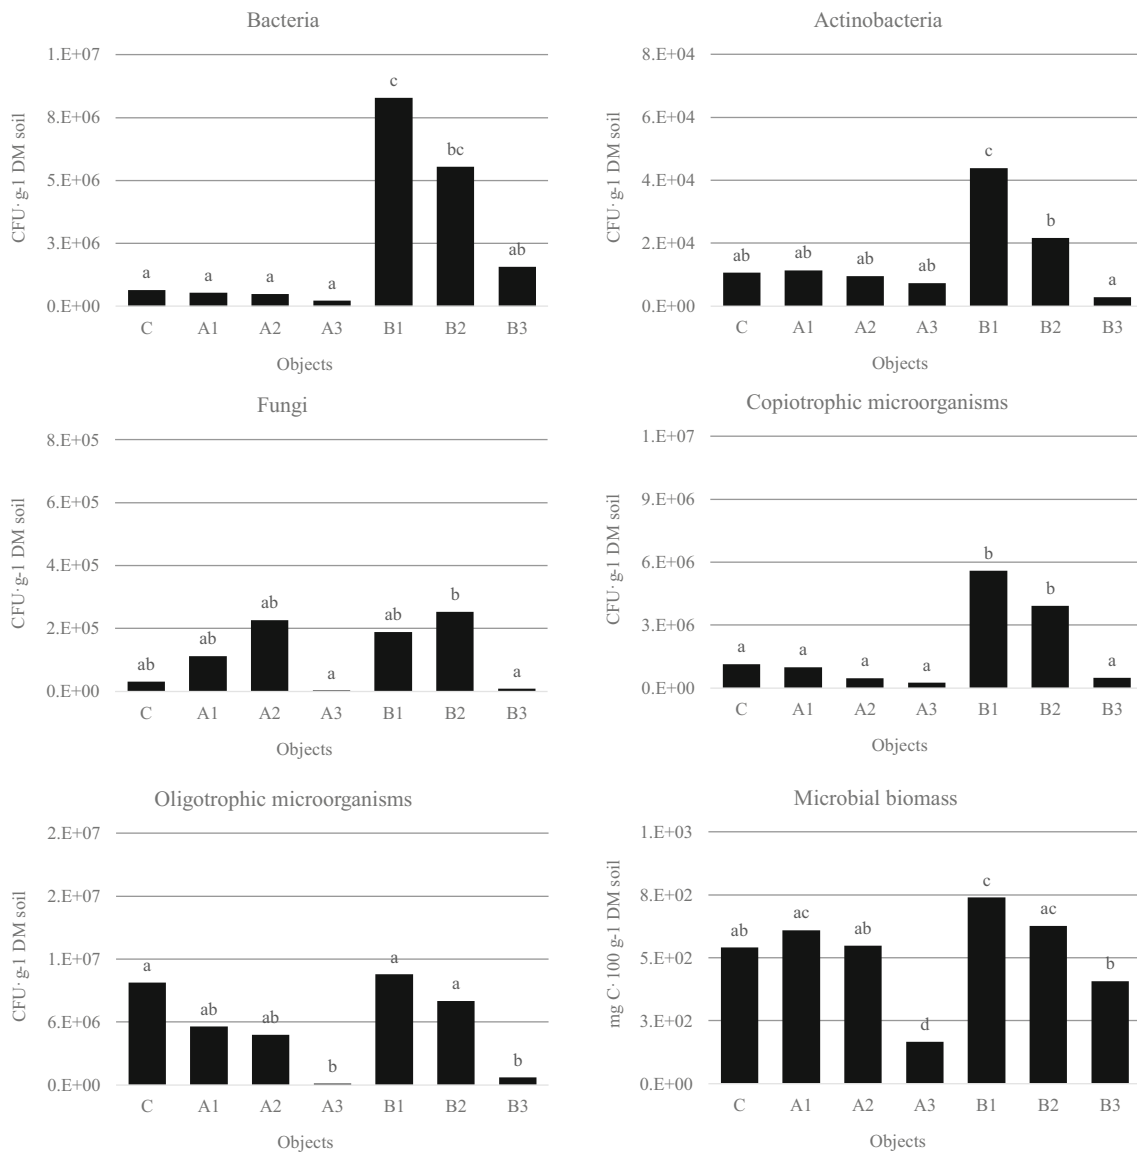 Bacteria
CFU· g-1 DM soil
1.E+07
8.E+06
5.E+06
3.E+06
0.E+00
a a a a c bc ab
C A1 A2 A3 B1 B2 B3
Objects
Actinobacteria
CFU· g-1 DM soil
8.E+04
6.E+04
4.E+04
2.E+04
0.E+00
ab ab ab ab c b a
C A1 A2 A3 B1 B2 B3
Objects
Fungi
CFU· g-1 DM soil
8.E+05
6.E+05
4.E+05
2.E+05
0.E+00
ab ab ab a ab b a
C A1 A2 A3 B1 B2 B3
Objects
Copiotrophic microorganisms
CFU· g-1 DM soil
1.E+07
9.E+06
6.E+06
3.E+06
0.E+00
a a a a b b a
C A1 A2 A3 B1 B2 B3
Objects
Oligotrophic microorganisms
CFU· g-1 DM soil
2.E+07
2.E+07
1.E+07
6.E+06
0.E+00
a ab ab b a a b
C A1 A2 A3 B1 B2 B3
Objects
Microbial biomass
mg C· 100 g-1 DM soil
1.E+03
8.E+02
5.E+02
3.E+02
0.E+00
ab ac ab d c ac b
C A1 A2 A3 B1 B2 B3
Objects